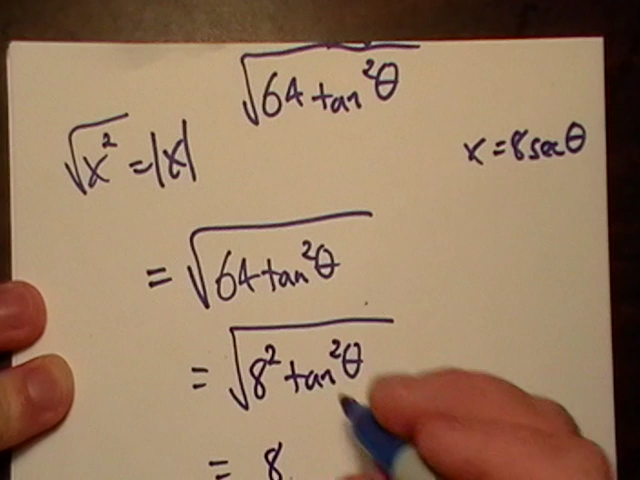 √64 tan²θ
√x² = |x|
x = 8 sec θ
= √64 tan²θ
= √8² tan²θ
= 8